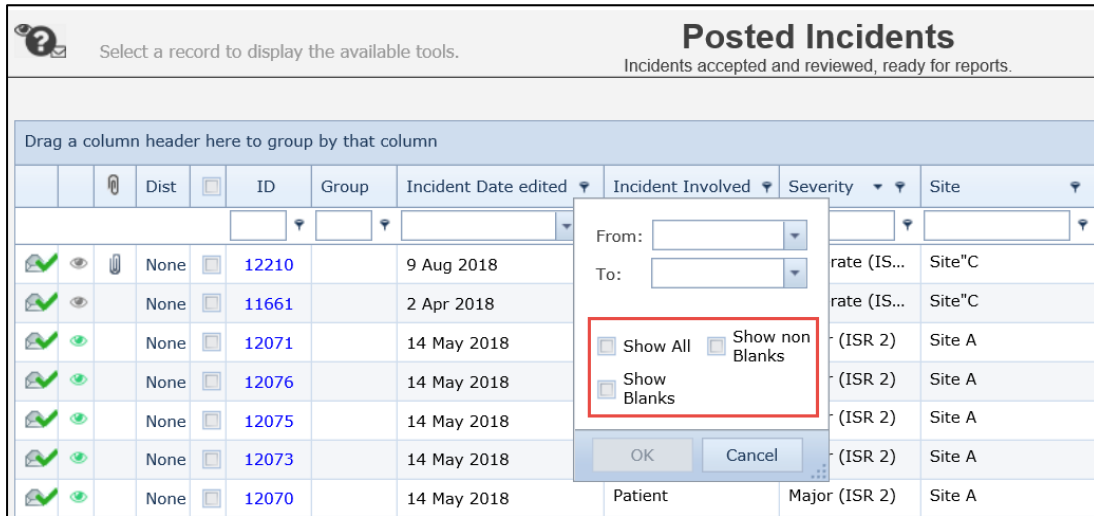 Posted Incidents
Select a record to display the available tools.
Incidents accepted and reviewed, ready for reports.
Drag a column header here to group by that column
Dist ID Group Incident Date edited Incident Involved Severity Site
From:
To:
None 12210 9 Aug 2018 rate (IS... Site"C
None 11661 2 Apr 2018 rate (IS... Site"C
None 12071 14 May 2018 (ISR 2) Site A
Show All Show non Blanks
None 12076 14 May 2018 (ISR 2) Site A
Show Blanks
None 12075 14 May 2018 (ISR 2) Site A
None 12073 14 May 2018 (ISR 2) Site A
OK Cancel
None 12070 14 May 2018 Patient Major (ISR 2) Site A